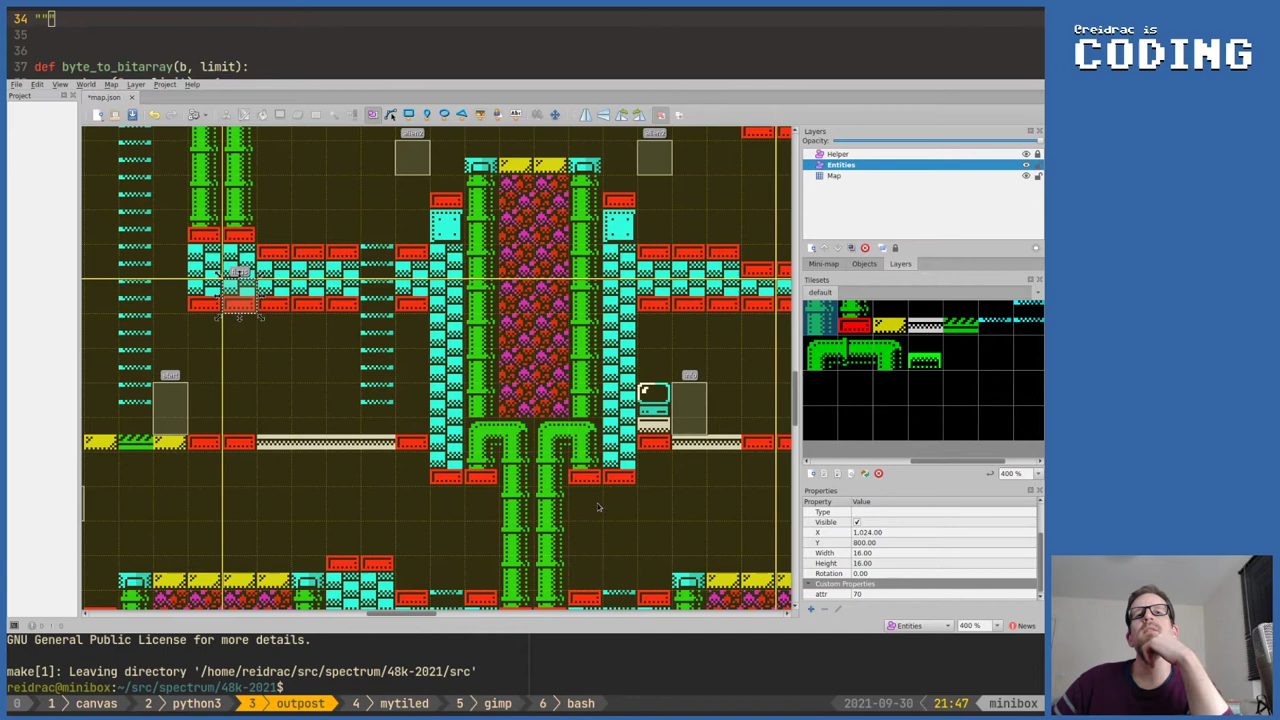 34 """
35
36
37 def byte_to_bitarray(b, limit):
@reidrac is
CODING
File Edit View World Map Layer Project Help
Project
*map.json
Layers
Opacity:
Helper
Entities
Map
Mini-map Objects Layers
Tilesets
default
start
info
400 %
Properties
Property Value
Type
Visible
X 1,024.00
Y 800.00
Width 16.00
Height 16.00
Rotation 0.00
Custom Properties
attr 70
Entities 400 % News
GNU General Public License for more details.
make[1]: Leaving directory '/home/reidrac/src/spectrum/48k-2021/src'
reidrac@minibox:~/src/spectrum/48k-2021$
0 1 canvas 2 python3 3 outpost 4 mytiled 5 gimp 6 bash 2021-09-30 21:47 minibox